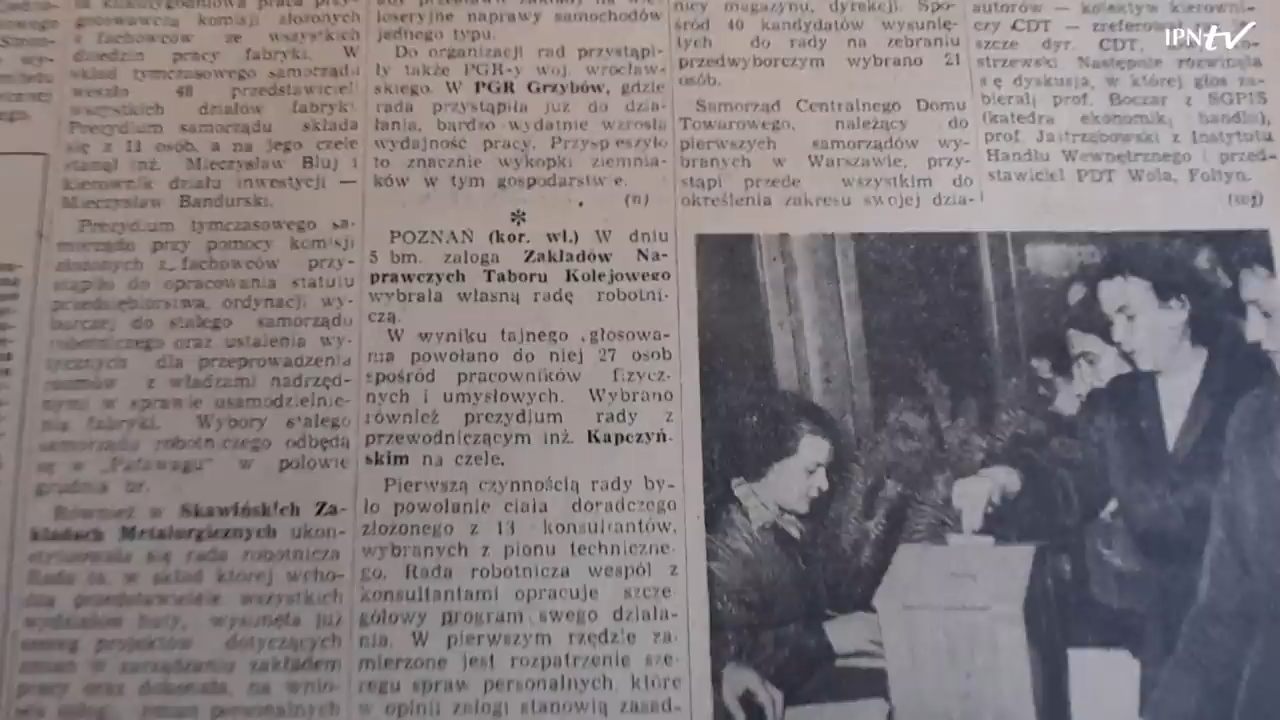 gotowawcza komisji złożonych
z fachowców ze wszystkich
dziedzin pracy fabryki. W
skład tymczasowego samorządu
weszło 48 przedstawicieli
wszystkich działów fabryki.
Prezydium samorządu składa
się z 11 osób, a na jego czele
stanął inż. Mieczysław Bluj i
kierownik działu inwestycji —
Mieczysław Bandurski.
Prezydium tymczasowego sa-
morządu przy pomocy komisji
złożonych z fachowców przy-
stąpiło do opracowania statutu
przedsiębiorstwa, ordynacji wy-
borczej do stałego samorządu
robotniczego oraz ustalenia wy-
tycznych dla przeprowadzenia
rozmów z władzami nadrzęd-
nymi w sprawie usamodzielnie-
nia fabryki. Wybory stałego
samorządu robotniczego odbędą
się w „Pafawagu" w połowie
grudnia br.
Również w Skawińskich Za-
kładach Metalurgicznych ukon-
stytuowała się rada robotnicza
Rada ta, w skład której wcho-
dzą przedstawiciele wszystkich
wydziałów huty, wysunęła już
szereg projektów dotyczących
zmian w zarządzaniu zakładem
pracy oraz dokonała, na wnio-
loseryjne naprawy samochodów
jednego typu.
Do organizacji rad przystąpi-
ły także PGR-y woj. wrocław-
skiego. W PGR Grzybów, gdzie
rada przystąpiła już do dzia-
łania, bardzo wydatnie wzrosła
wydajność pracy. Przyspieszyło
to znacznie wykopki ziemnia-
ków w tym gospodarstwie.
(n)
*
POZNAŃ (kor. wł.) W dniu
5 bm. załoga Zakładów Na-
prawczych Taboru Kolejowego
wybrała własną radę robotni-
czą.
W wyniku tajnego głosowa-
nia powołano do niej 27 osób
spośród pracowników fizycz-
nych i umysłowych. Wybrano
również prezydium rady z
przewodniczącym inż. Kapczyń-
skim na czele.
Pierwszą czynnością rady by-
ło powołanie ciała doradczego
złożonego z 13 konsultantów,
wybranych z pionu techniczne-
go. Rada robotnicza wespół z
konsultantami opracuje szcze-
gółowy program swego działa-
nia. W pierwszym rzędzie za-
mierzone jest rozpatrzenie sze-
regu spraw personalnych, które
w opinii załogi stanowią zasad-
nicy magazynu, dyrekcji. Spo-
śród 40 kandydatów wysunię-
tych do rady na zebraniu
przedwyborczym wybrano 21
osób.
Samorząd Centralnego Domu
Towarowego, należący do
pierwszych samorządów wy-
branych w Warszawie, przy-
stąpi przede wszystkim do
określenia zakresu swojej dzia-
autorów — kolektyw kierowni-
czy CDT —
szcze dyr. CDT,
strzewski. Następnie rozwinęła
się dyskusja, w której głos za-
bierali prof. Boczar z SGPiS
(katedra ekonomiki handlu),
prof. Jastrzębowski z Instytutu
Handlu Wewnętrznego i przed-
stawiciel PDT Wola, Foltyn.
IPNtv